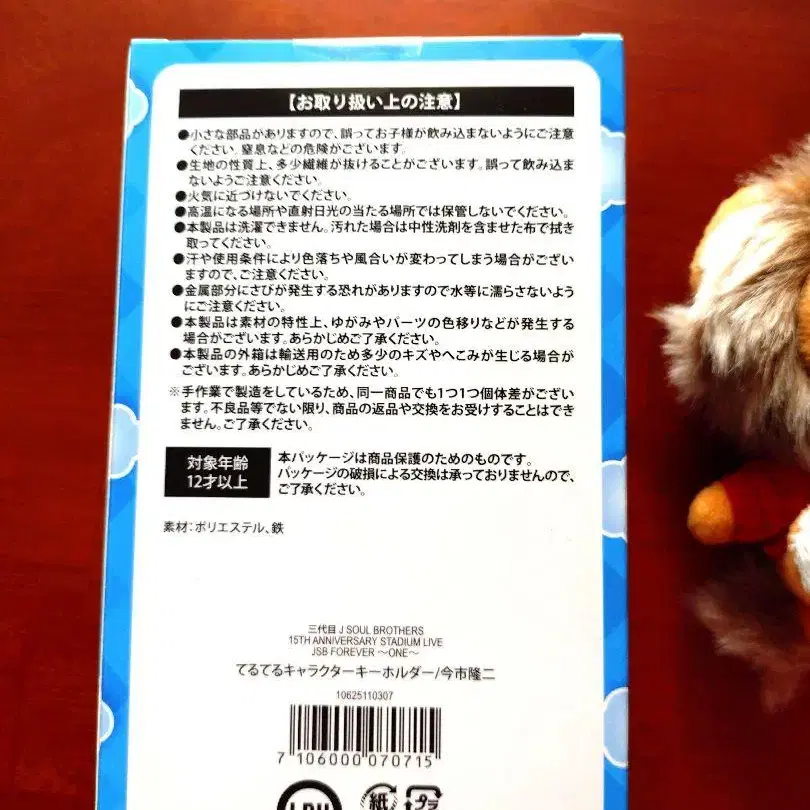 【お取り扱い上の注意】
●小さな部品がありますので、誤ってお子様が飲み込まないようにご注意
ください。窒息などの危険がございます。
●生地の性質上、多少繊維が抜けることがございます。誤って飲み込ま
ないようご注意ください。
●火気に近づけないでください。
●高温になる場所や直射日光の当たる場所では保管しないでください。
●本製品は洗濯できません。汚れた場合は中性洗剤を含ませた布で拭き
取ってください。
●汗や使用条件により色落ちや風合いが変わってしまう場合がござい
ますので、ご注意ください。
●金属部分にさびが発生する恐れがありますので水等に濡らさないよう
にご注意ください。
●本製品は素材の特性上、ゆがみやパーツの色移りなどが発生する
場合がございます。あらかじめご了承ください。
●本製品の外箱は輸送用のため多少のキズやへこみが生じる場合が
ございます。あらかじめご了承ください。
※手作業で製造をしているため、同一商品でも1つ1つ個体差がござい
ます。不良品等でない限り、商品の返品や交換をお受けすることはでき
ません。ご了承ください。
対象年齢
12才以上
本パッケージは商品保護のためのものです。
パッケージの破損による交換は承っておりませんので、
ご了承ください。
素材：ポリエステル、鉄
三代目 J SOUL BROTHERS
15TH ANNIVERSARY STADIUM LIVE
JSB FOREVER ～ONE～
てるてるキャラクターキーホルダー/今市隆二
10625110307
7 106000 070715
LDH
紙
プラ